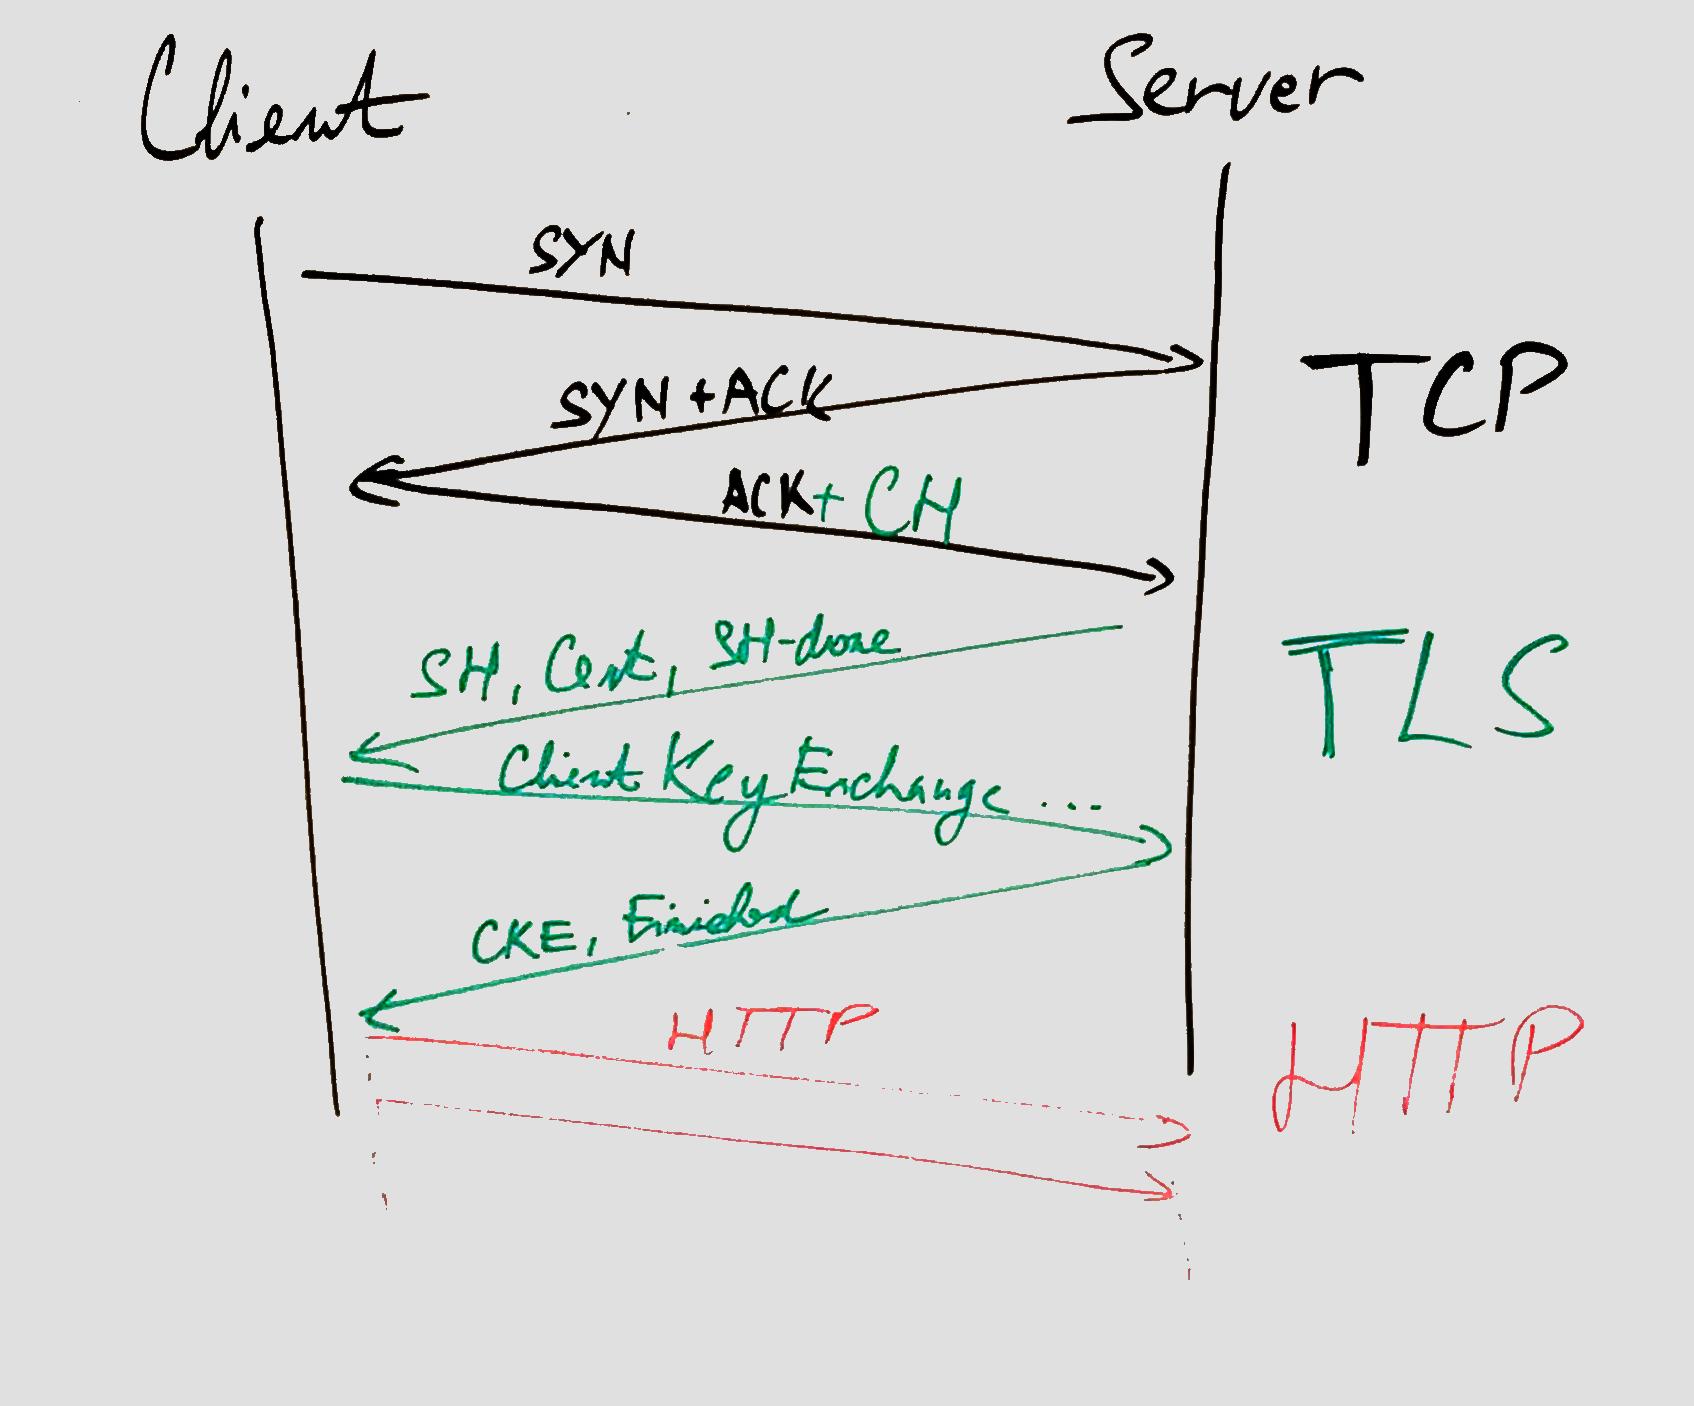 Client
Server
SYN
SYN + ACK
TCP
ACK + CH
SH, Cert, SH-done
TLS
Client Key Exchange ...
CKE, Finished
HTTP
HTTP